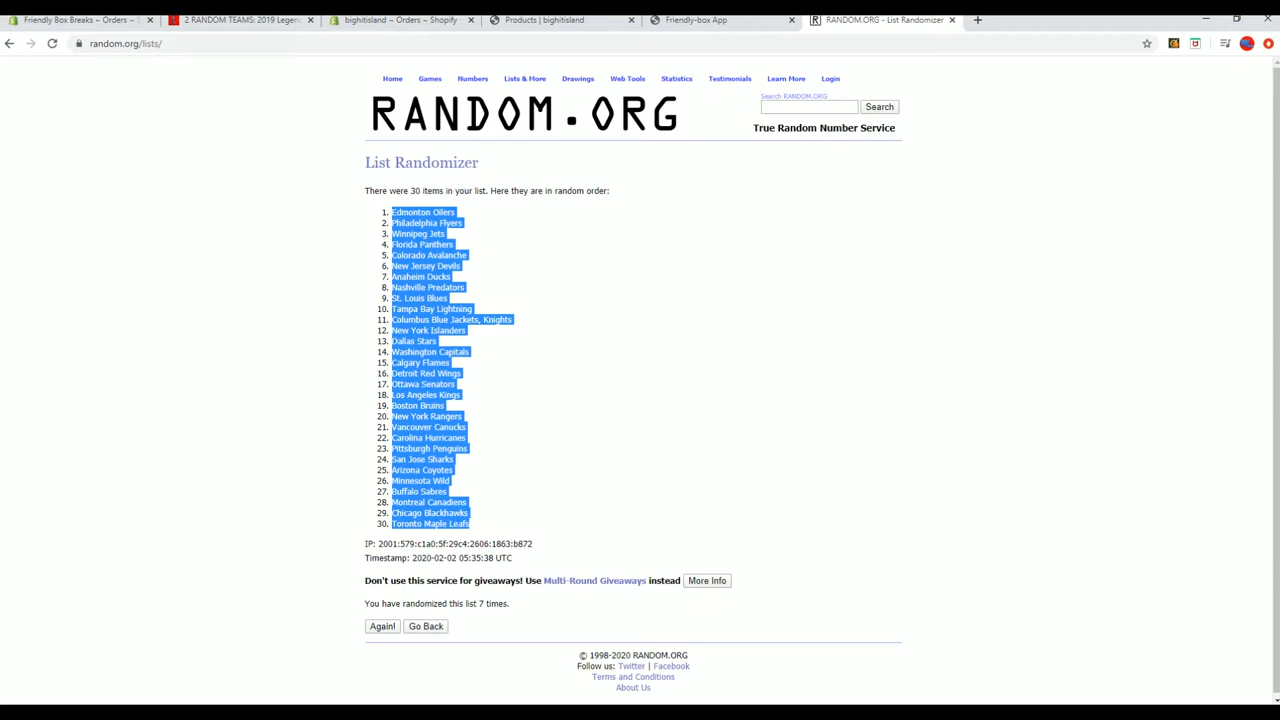 Friendly Box Breaks ~ Orders ~ S
2 RANDOM TEAMS: 2019 Legen
bighitisland ~ Orders ~ Shopify
Products | bighitisland
Friendly-box App
RANDOM.ORG - List Randomizer
random.org/lists/
Home Games Numbers Lists & More Drawings Web Tools Statistics Testimonials Learn More Login
RANDOM.ORG
Search RANDOM.ORG
Search
True Random Number Service
List Randomizer
There were 30 items in your list. Here they are in random order:
1. Edmonton Oilers
2. Philadelphia Flyers
3. Winnipeg Jets
4. Florida Panthers
5. Colorado Avalanche
6. New Jersey Devils
7. Anaheim Ducks
8. Nashville Predators
9. St. Louis Blues
10. Tampa Bay Lightning
11. Columbus Blue Jackets, Knights
12. New York Islanders
13. Dallas Stars
14. Washington Capitals
15. Calgary Flames
16. Detroit Red Wings
17. Ottawa Senators
18. Los Angeles Kings
19. Boston Bruins
20. New York Rangers
21. Vancouver Canucks
22. Carolina Hurricanes
23. Pittsburgh Penguins
24. San Jose Sharks
25. Arizona Coyotes
26. Minnesota Wild
27. Buffalo Sabres
28. Montreal Canadiens
29. Chicago Blackhawks
30. Toronto Maple Leafs
IP: 2001:579:c1a0:5f:29c4:2606:1863:b872
Timestamp: 2020-02-02 05:35:38 UTC
Don't use this service for giveaways! Use Multi-Round Giveaways instead More Info
You have randomized this list 7 times.
Again! Go Back
© 1998-2020 RANDOM.ORG
Follow us: Twitter | Facebook
Terms and Conditions
About Us